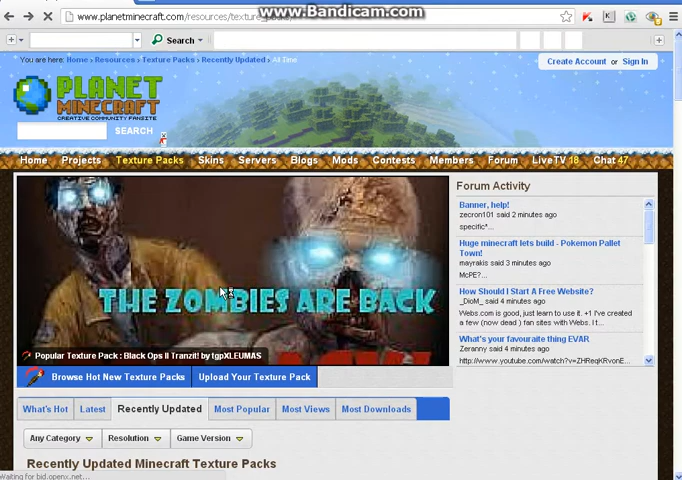 www.Bandicam.com
www.planetminecraft.com/resources/texture_
Search
You are here: Home › Resources › Texture Packs › Recently Updated › All Time
Create Account or Sign In
PLANET
MINECRAFT
CREATIVE COMMUNITY FANSITE
SEARCH
Home Projects Texture Packs Skins Servers Blogs Mods Contests Members Forum LiveTV 18 Chat 47
THE ZOMBIES ARE BACK
Popular Texture Pack : Black Ops II Tranzit! by tgpXLEUMAS
Browse Hot New Texture Packs
Upload Your Texture Pack
Forum Activity
Banner, help!
zecron101 said 2 minutes ago
specific*...
Huge minecraft lets build - Pokemon Pallet
Town!
mayrakis said 3 minutes ago
McPE?...
How Should I Start A Free Website?
_DioM_ said 4 minutes ago
Webs.com is good, just learn to use it. +1 I've created
a few (now dead ) fan sites with Webs. I t...
What's your favouraite thing EVAR
Zeranny said 4 minutes ago
http://www.youtube.com/watch?v=ZHReqKRvonE...
What's Hot
Latest
Recently Updated
Most Popular
Most Views
Most Downloads
Any Category
Resolution
Game Version
Recently Updated Minecraft Texture Packs
Waiting for bid.openx.net...